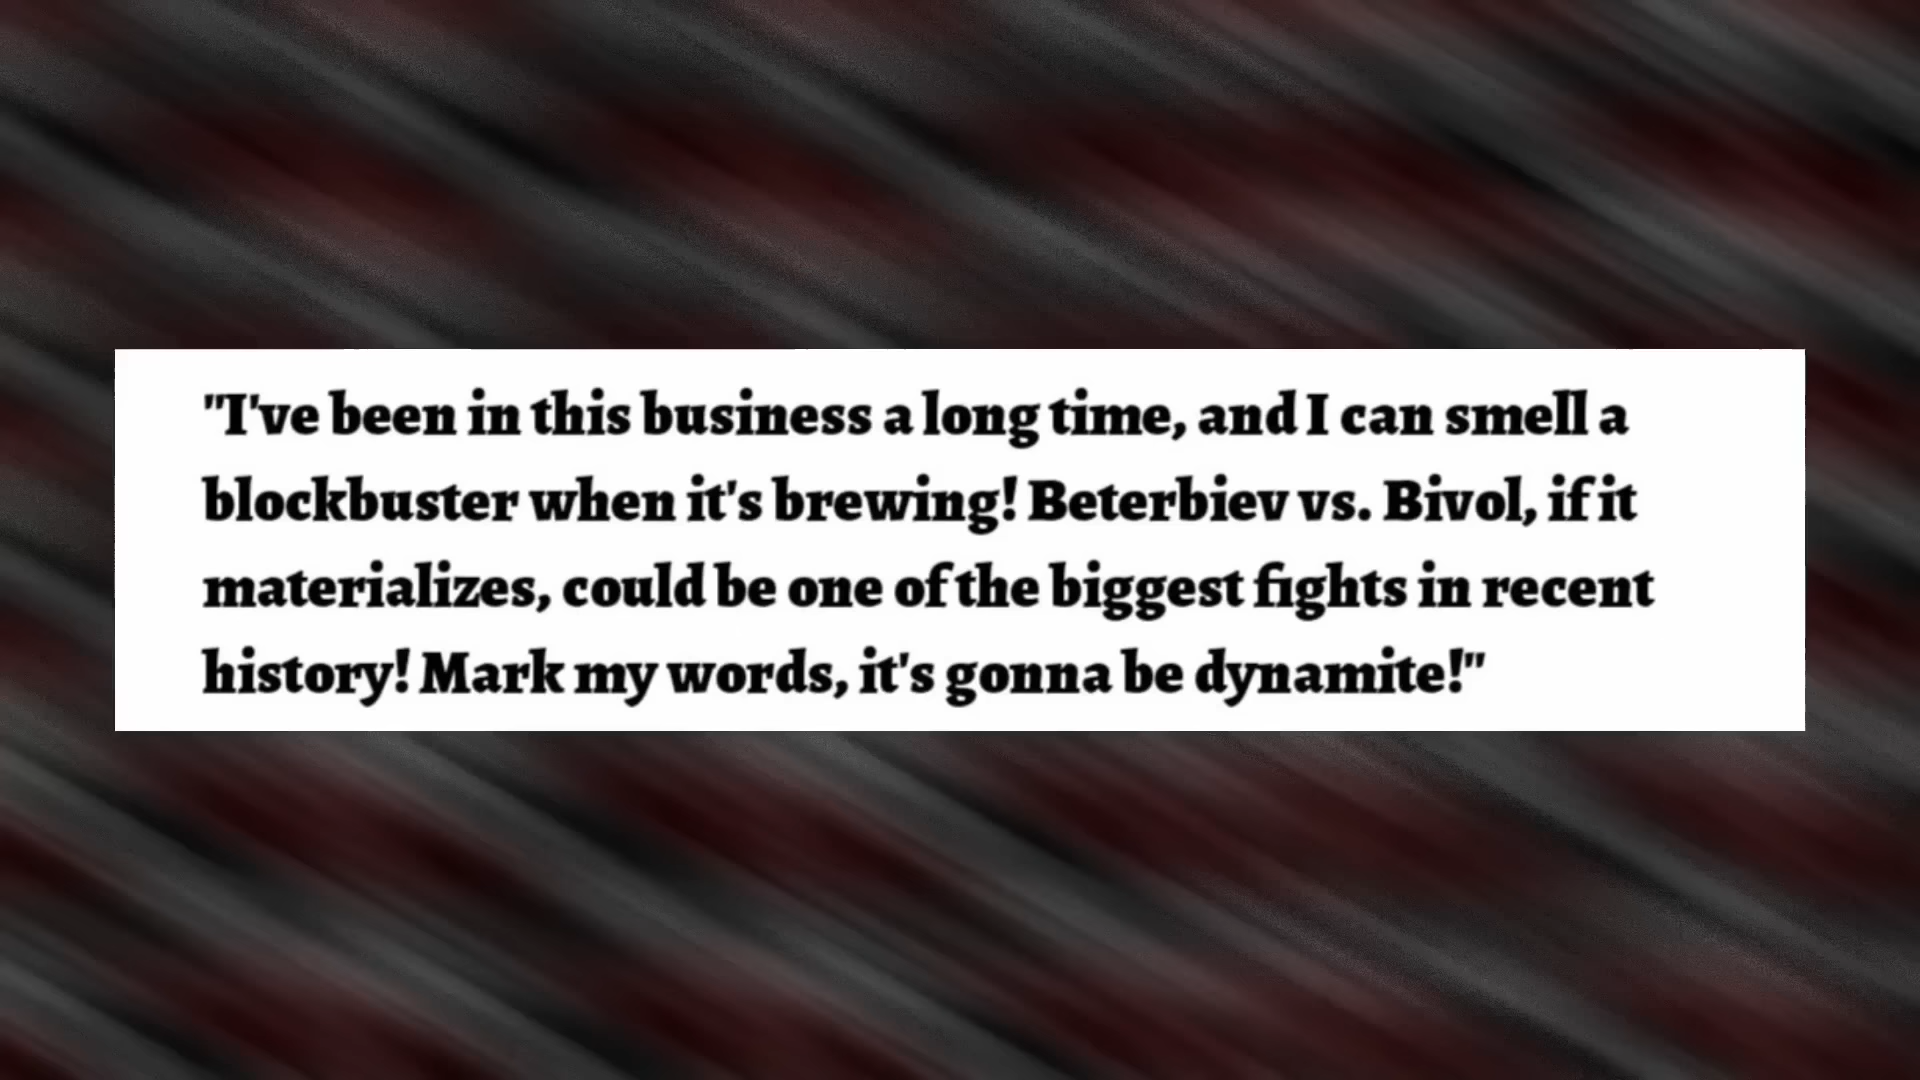 "I've been in this business a long time, and I can smell a
blockbuster when it's brewing! Beterbiev vs. Bivol, if it
materializes, could be one of the biggest fights in recent
history! Mark my words, it's gonna be dynamite!"